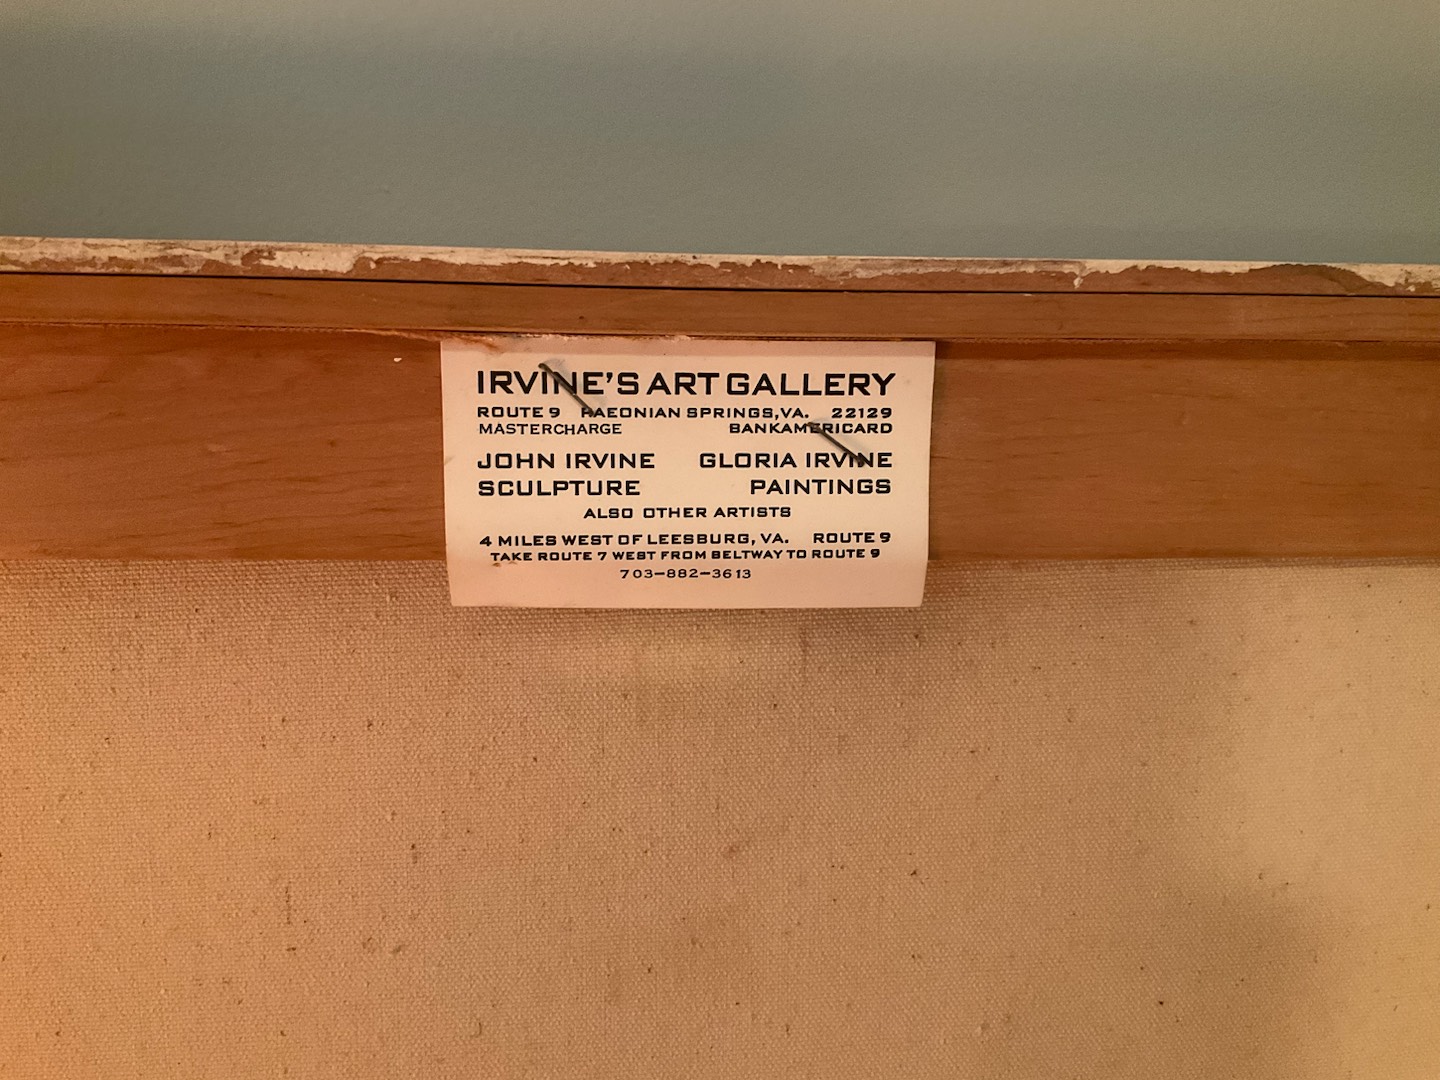 IRVINE'S ART GALLERY
ROUTE 9 PAEONIAN SPRINGS, VA. 22129
MASTERCHARGE BANKAMERICARD
JOHN IRVINE GLORIA IRVINE
SCULPTURE PAINTINGS
ALSO OTHER ARTISTS
4 MILES WEST OF LEESBURG, VA. ROUTE 9
TAKE ROUTE 7 WEST FROM BELTWAY TO ROUTE 9
703-882-3613